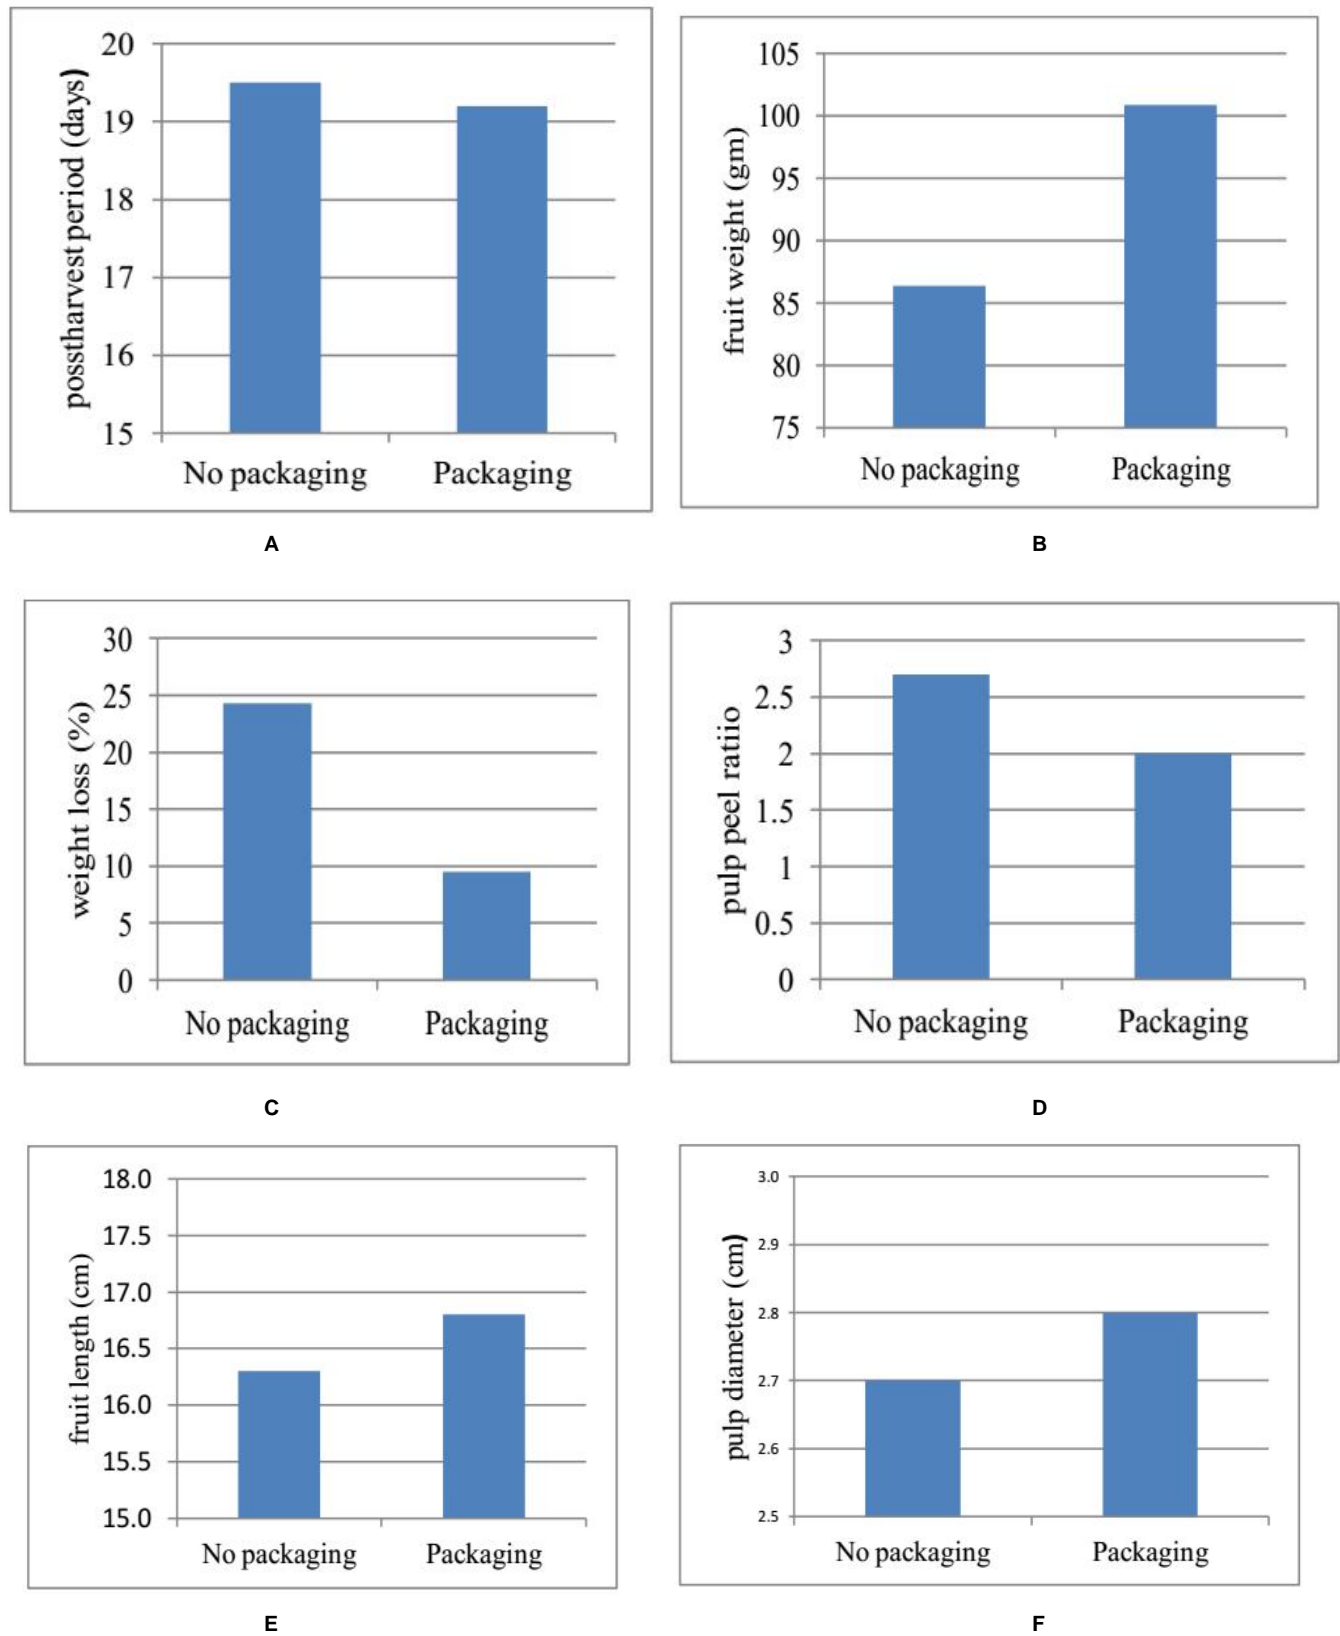 posstharvest period (days)
20
19
18
17
16
15
No packaging Packaging
A
fruit weight (gm)
105
100
95
90
85
80
75
No packaging Packaging
B
weight loss (%)
30
25
20
15
10
5
0
No packaging Packaging
C
pulp peel ratiio
3
2.5
2
1.5
1
0.5
0
No packaging Packaging
D
fruit length (cm)
18.0
17.5
17.0
16.5
16.0
15.5
15.0
No packaging Packaging
E
pulp diameter (cm)
3.0
2.9
2.8
2.7
2.6
2.5
No packaging Packaging
F